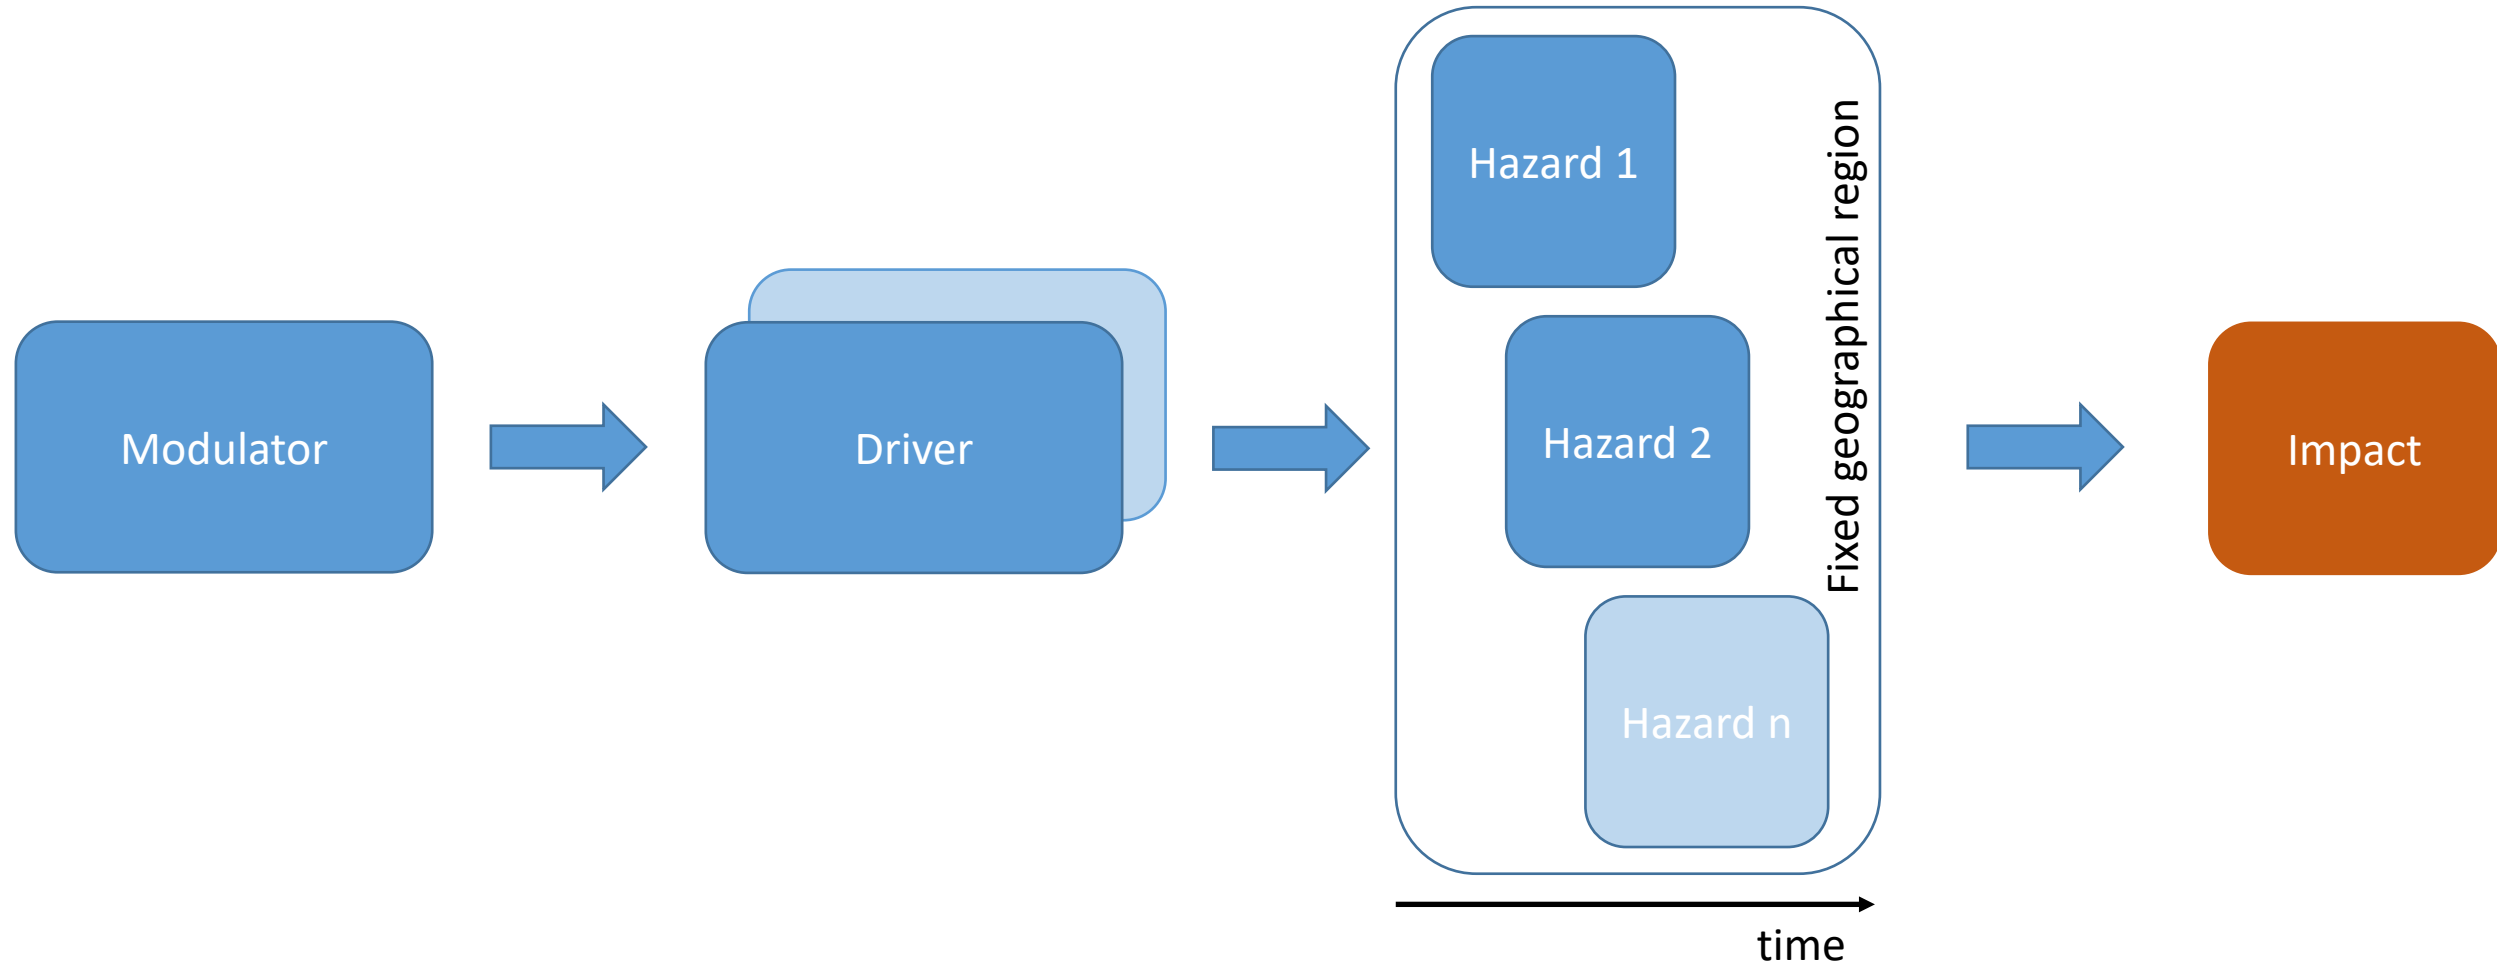 Modulator
Driver
Hazard 1
Hazard 2
Hazard n
Fixed geographical region
time
Impact